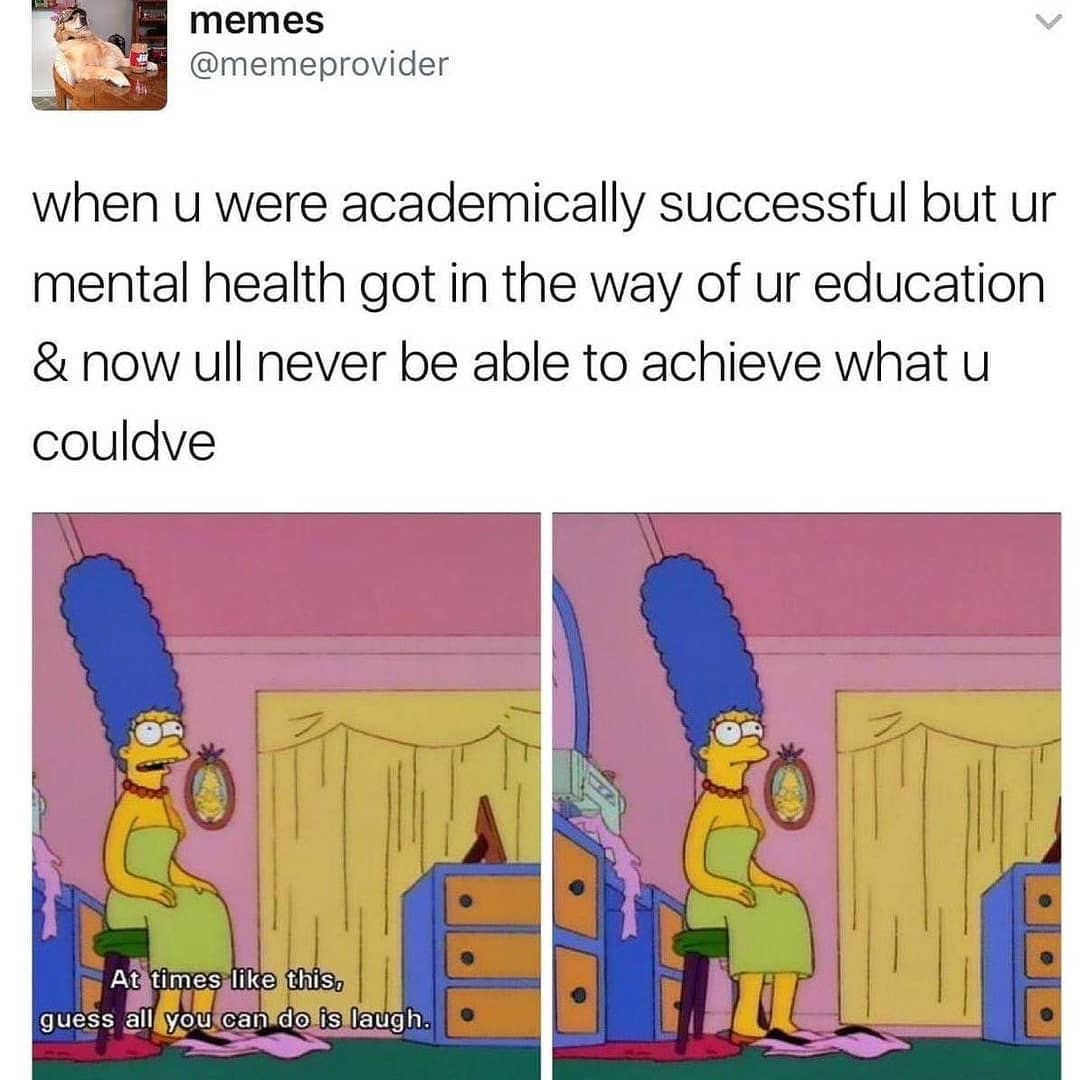 memes
@memeprovider
when u were academically successful but ur
mental health got in the way of ur education
& now ull never be able to achieve what u
couldve
At times like this,
guess all you can do is laugh.